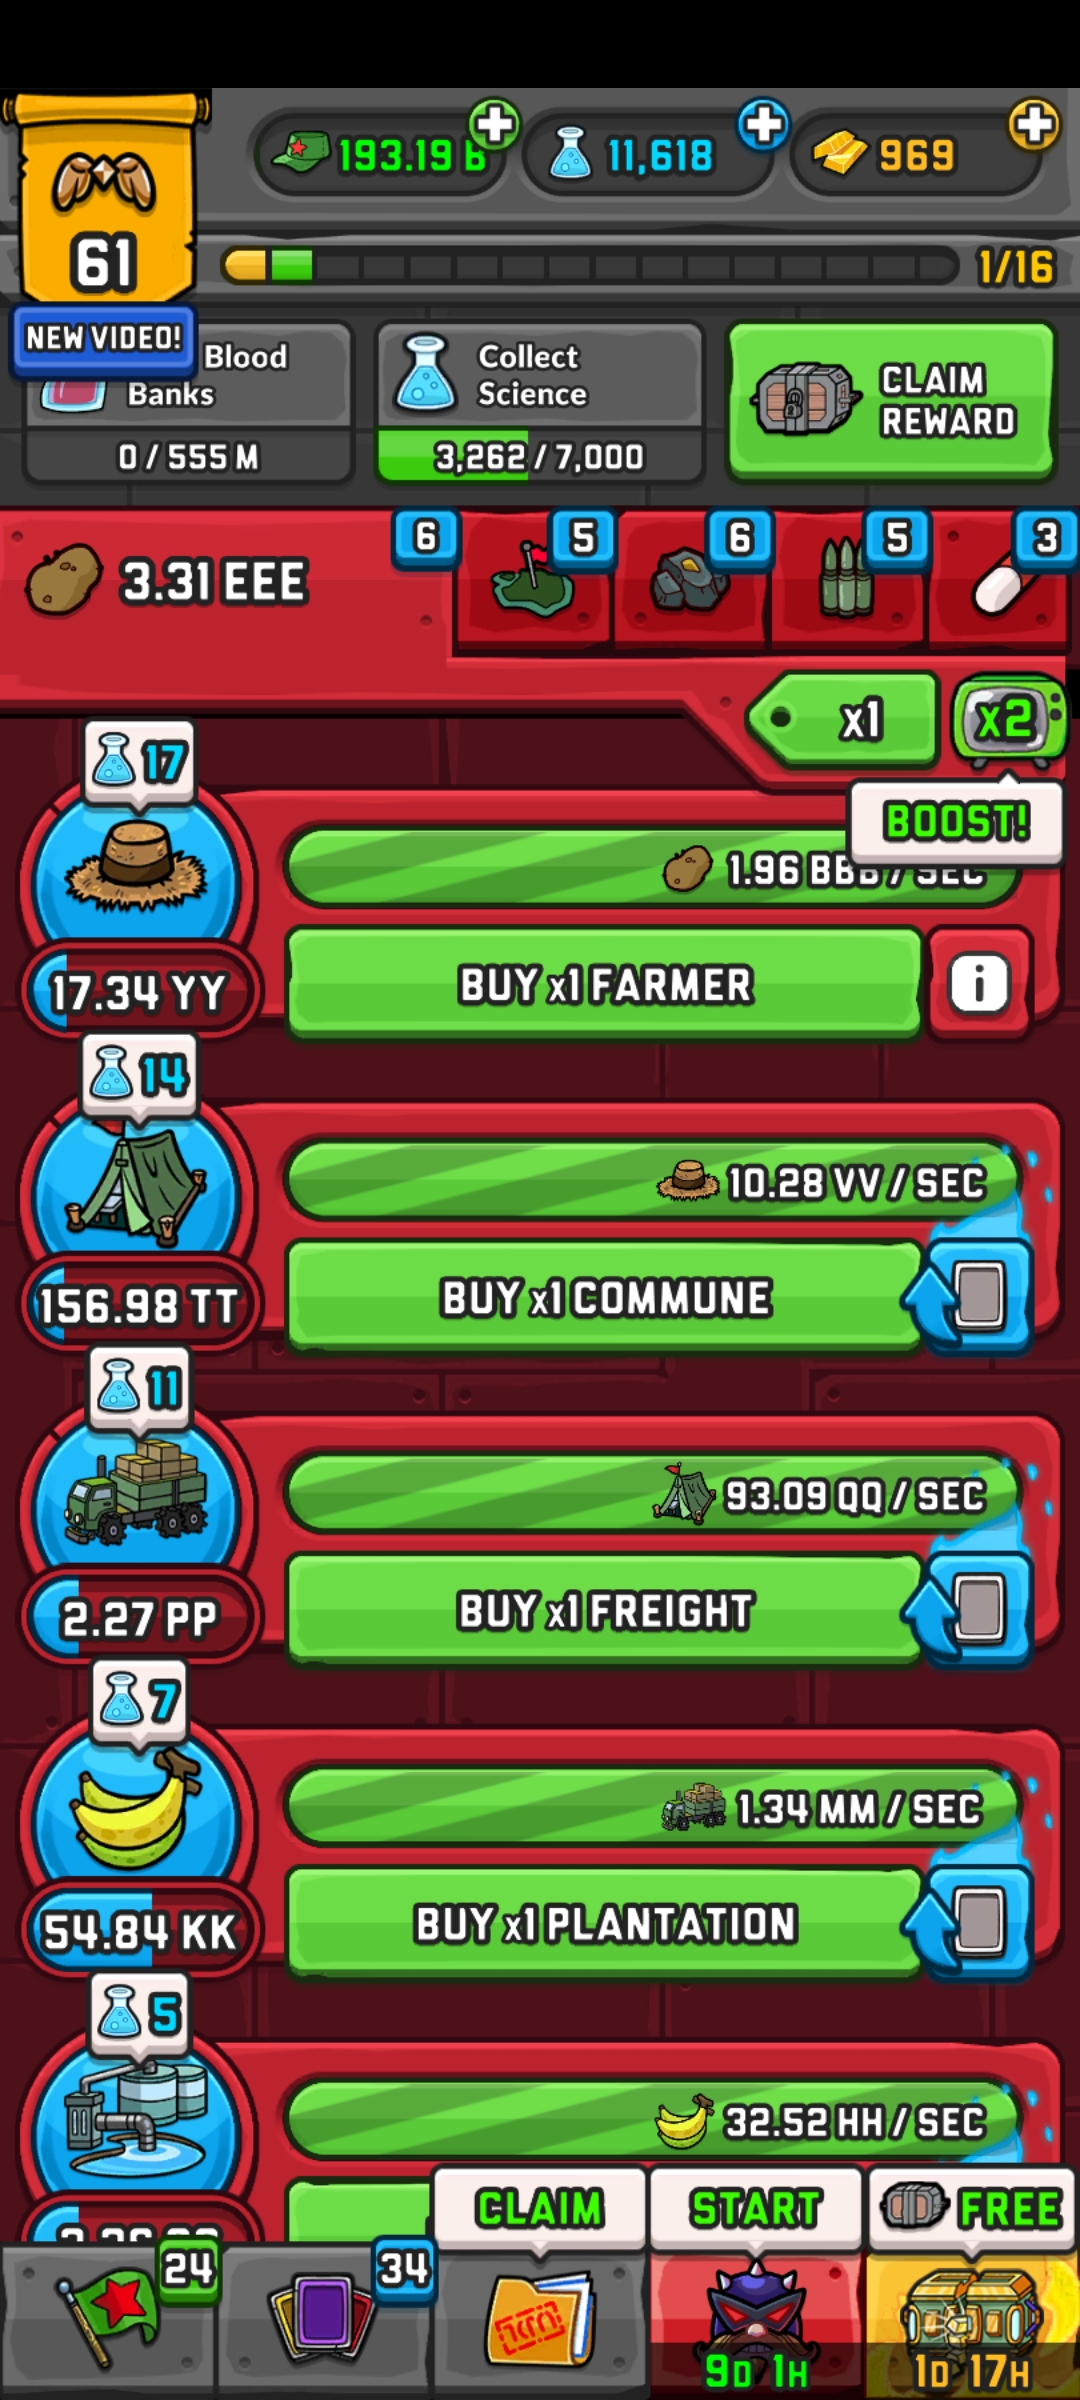 193.19 B
11,618
969
61
1/16
NEW VIDEO!
Blood
Banks
0 / 555 M
Collect
Science
3,262 / 7,000
CLAIM
REWARD
3.31 EEE
6
5
6
5
3
x1
x2
BOOST!
17
1.96 BBB / SEC
17.34 YY
BUY x1 FARMER
i
14
10.28 VV / SEC
156.98 TT
BUY x1 COMMUNE
11
93.09 QQ / SEC
2.27 PP
BUY x1 FREIGHT
7
1.34 MM / SEC
54.84 KK
BUY x1 PLANTATION
5
32.52 HH / SEC
CLAIM
START
FREE
24
34
9D 1H
1D 17H